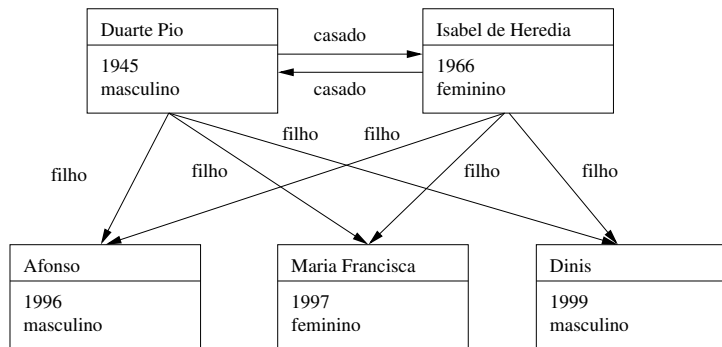 Duarte Pio
1945
masculino
casado
casado
Isabel de Heredia
1966
feminino
filho
filho
filho
filho
filho
filho
Afonso
1996
masculino
Maria Francisca
1997
feminino
Dinis
1999
masculino